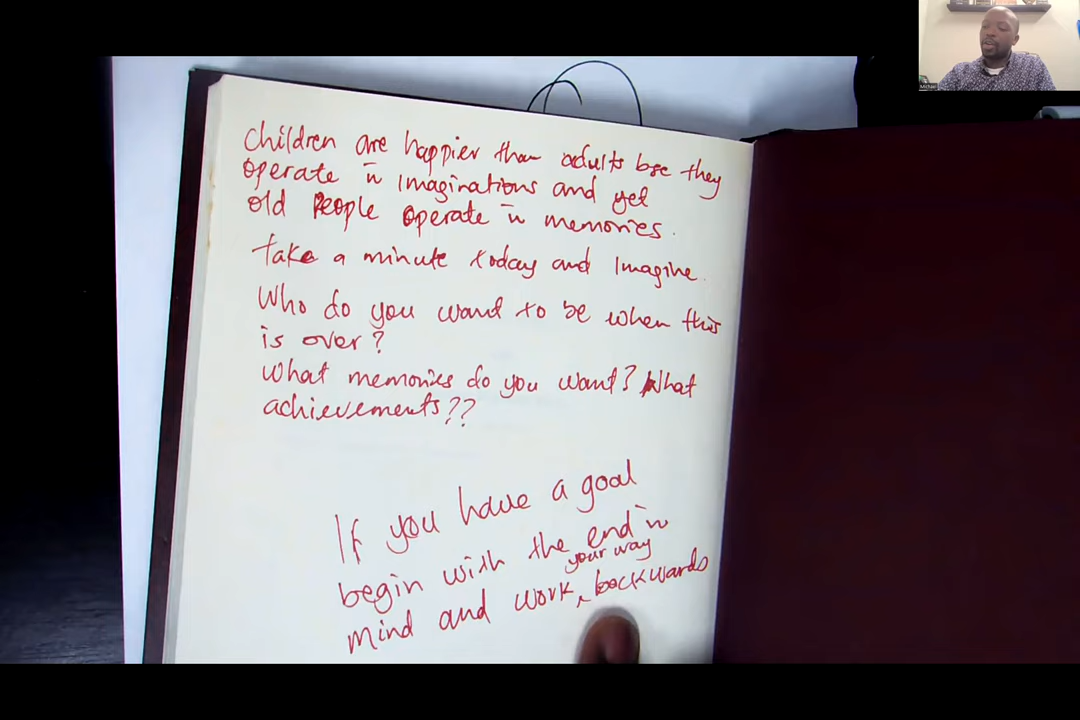 Children are happier than adults bse they
operate in imaginations and yet
old People operate in memories.
Take a minute today and Imagine.
Who do you want to be when this
is over?
What memories do you want? What
achievements??
If you have a goal
begin with the end in
your way
mind and work ‸ backwards
Michael